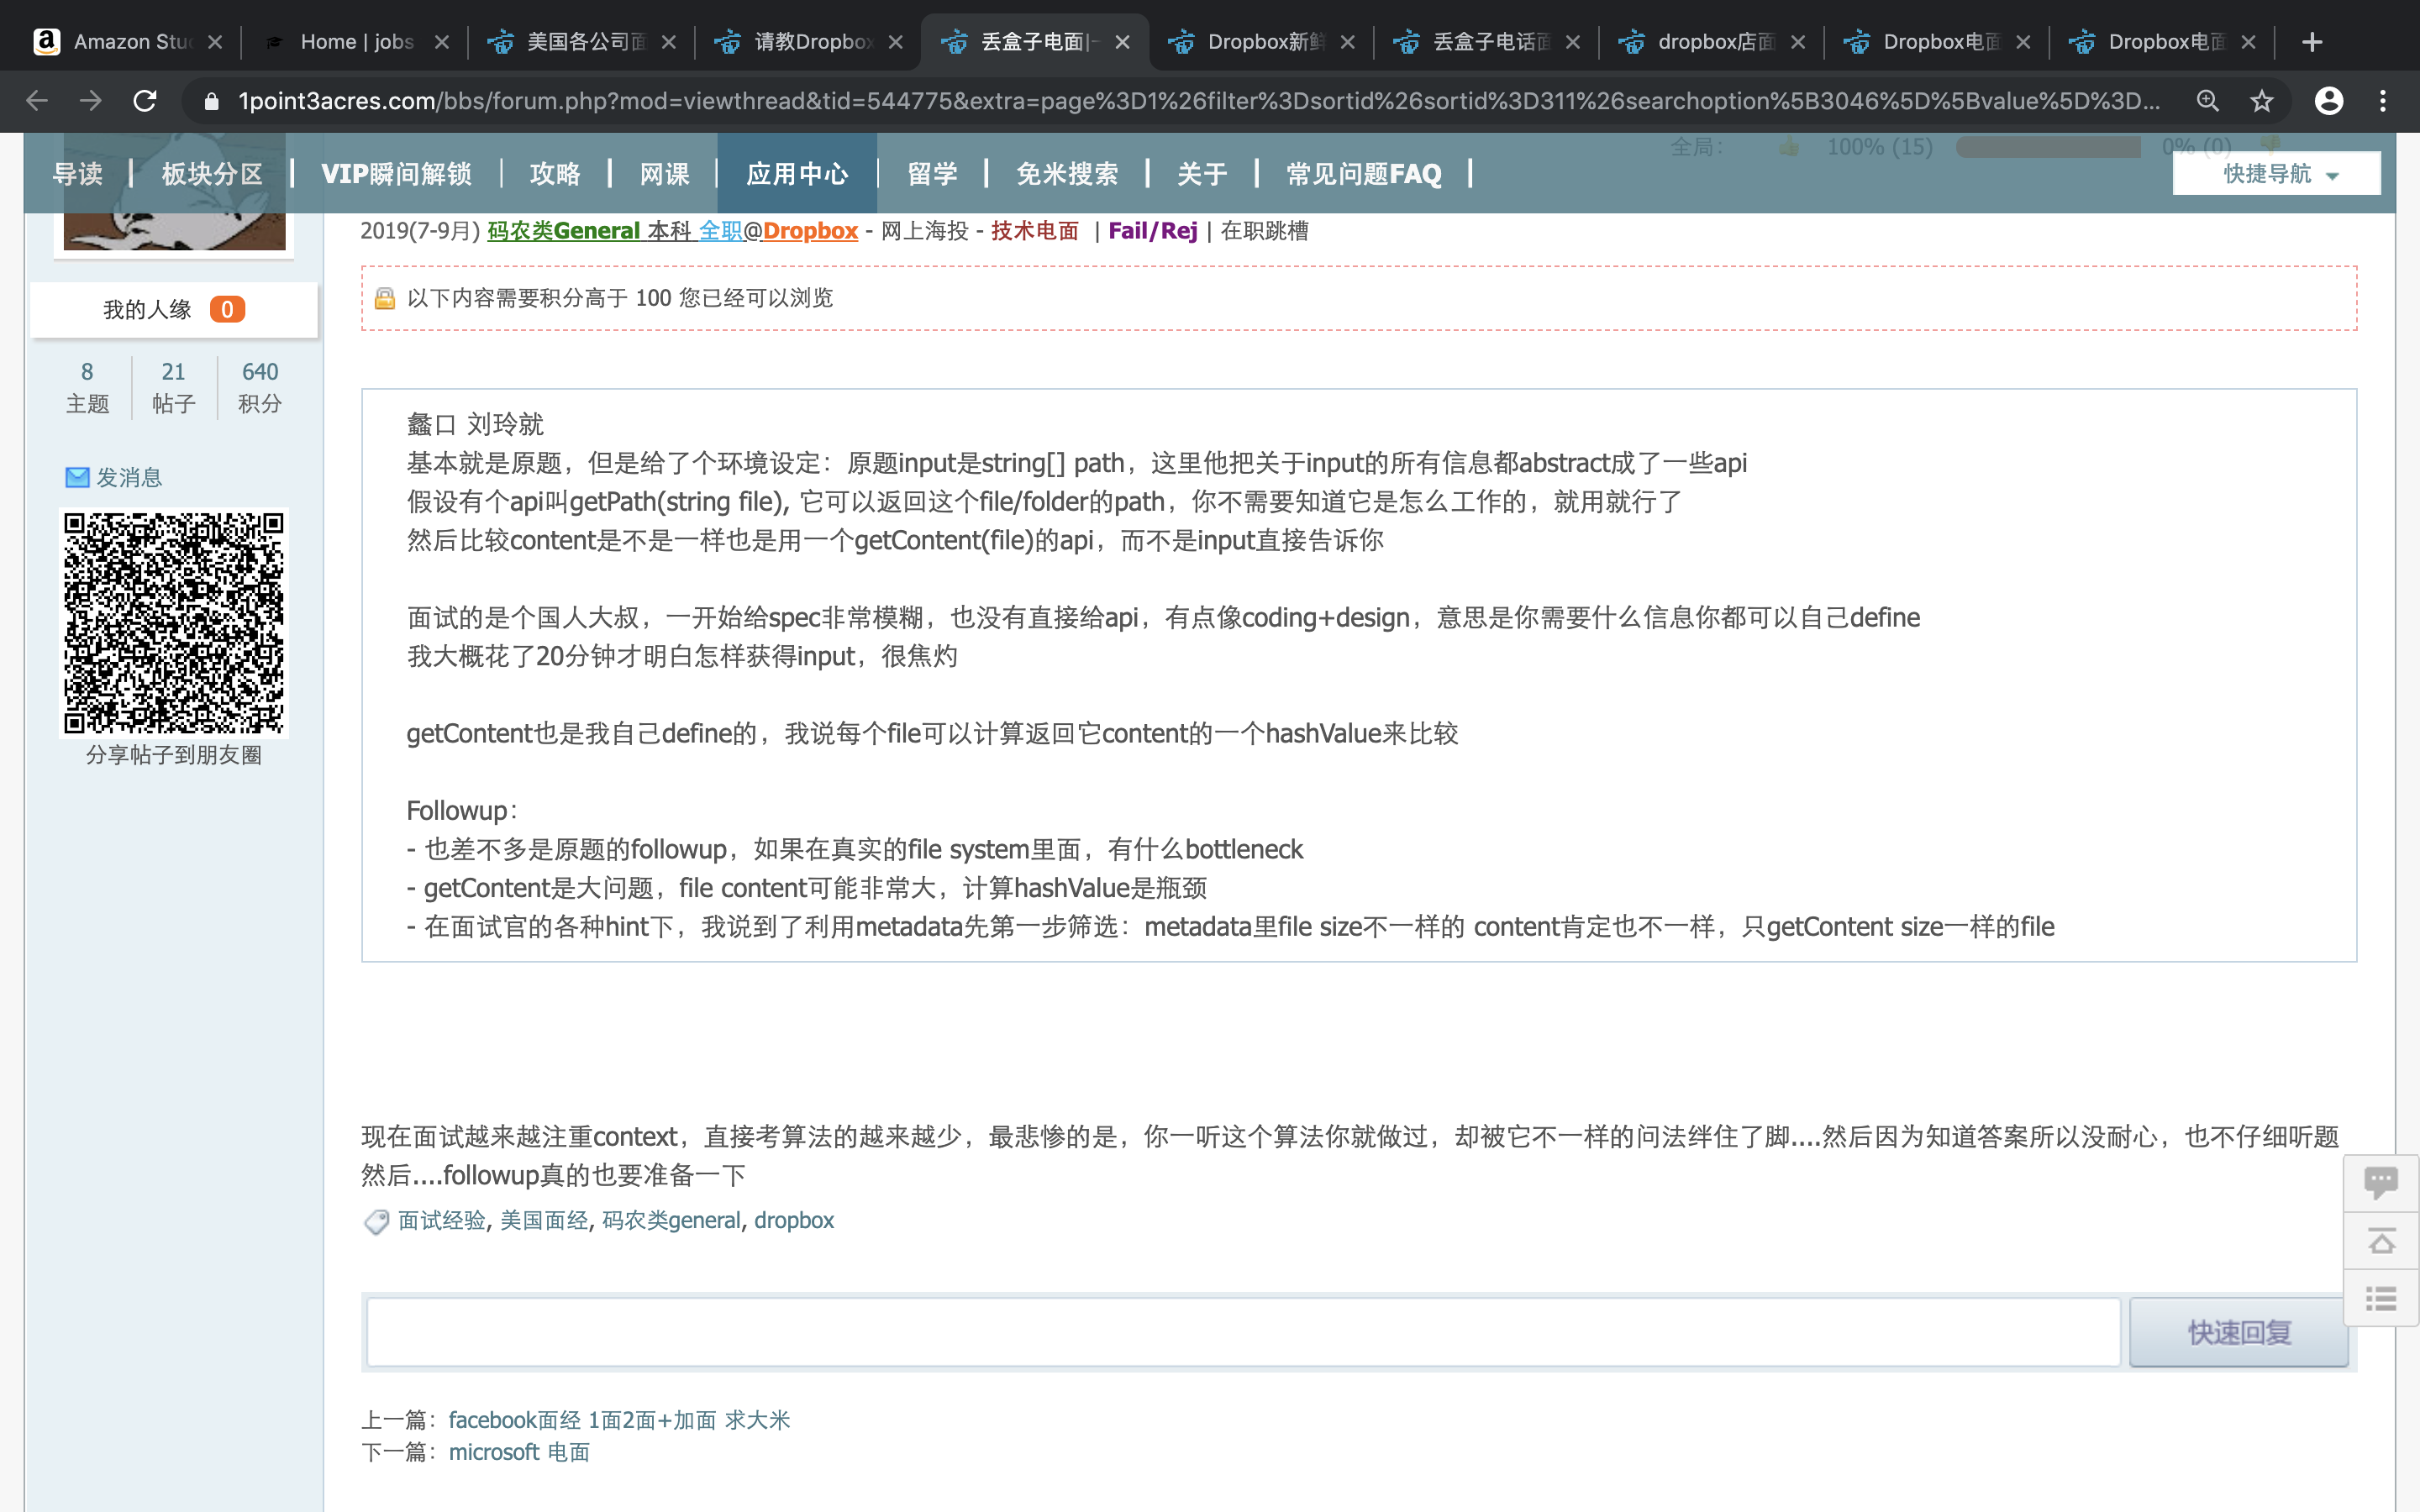 Amazon Stu
Home | jobs
美国各公司面
请教Dropbox
丢盒子电面|
Dropbox新鲜
丢盒子电话面
dropbox店面
Dropbox电面
Dropbox电面
1point3acres.com/bbs/forum.php?mod=viewthread&tid=544775&extra=page%3D1%26filter%3Dsortid%26sortid%3D311%26searchoption%5B3046%5D%5Bvalue%5D%3D...
全局： 100% (15) 0% (0)
导读 | 板块分区 | VIP瞬间解锁 | 攻略 | 网课 | 应用中心 | 留学 | 免米搜索 | 关于 | 常见问题FAQ |
快捷导航
2019(7-9月) 码农类General 本科 全职@Dropbox - 网上海投 - 技术电面 | Fail/Rej | 在职跳槽
以下内容需要积分高于 100 您已经可以浏览
我的人缘 0
8 21 640
主题 帖子 积分
发消息
分享帖子到朋友圈
蠡口 刘玲就
基本就是原题，但是给了个环境设定：原题input是string[] path，这里他把关于input的所有信息都abstract成了一些api
假设有个api叫getPath(string file), 它可以返回这个file/folder的path，你不需要知道它是怎么工作的，就用就行了
然后比较content是不是一样也是用一个getContent(file)的api，而不是input直接告诉你
面试的是个国人大叔，一开始给spec非常模糊，也没有直接给api，有点像coding+design，意思是你需要什么信息你都可以自己define
我大概花了20分钟才明白怎样获得input，很焦灼
getContent也是我自己define的，我说每个file可以计算返回它content的一个hashValue来比较
Followup：
- 也差不多是原题的followup，如果在真实的file system里面，有什么bottleneck
- getContent是大问题，file content可能非常大，计算hashValue是瓶颈
- 在面试官的各种hint下，我说到了利用metadata先第一步筛选：metadata里file size不一样的 content肯定也不一样，只getContent size一样的file
现在面试越来越注重context，直接考算法的越来越少，最悲惨的是，你一听这个算法你就做过，却被它不一样的问法绊住了脚....然后因为知道答案所以没耐心，也不仔细听题
然后....followup真的也要准备一下
面试经验, 美国面经, 码农类general, dropbox
快速回复
上一篇：facebook面经 1面2面+加面 求大米
下一篇：microsoft 电面